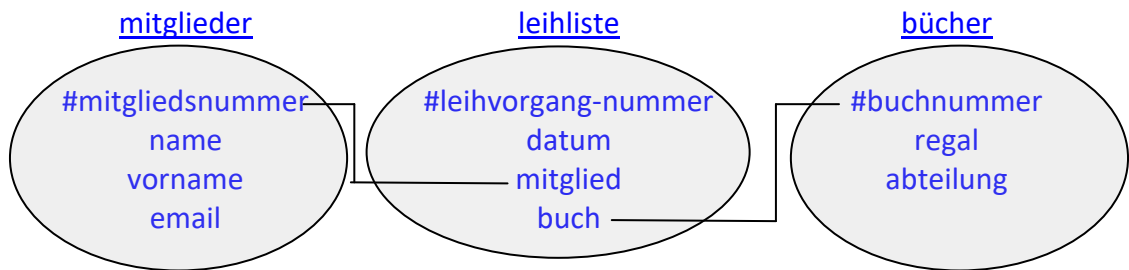 mitglieder
#mitgliedsnummer
name
vorname
email
leihliste
#leihvorgang-nummer
datum
mitglied
buch
bücher
#buchnummer
regal
abteilung